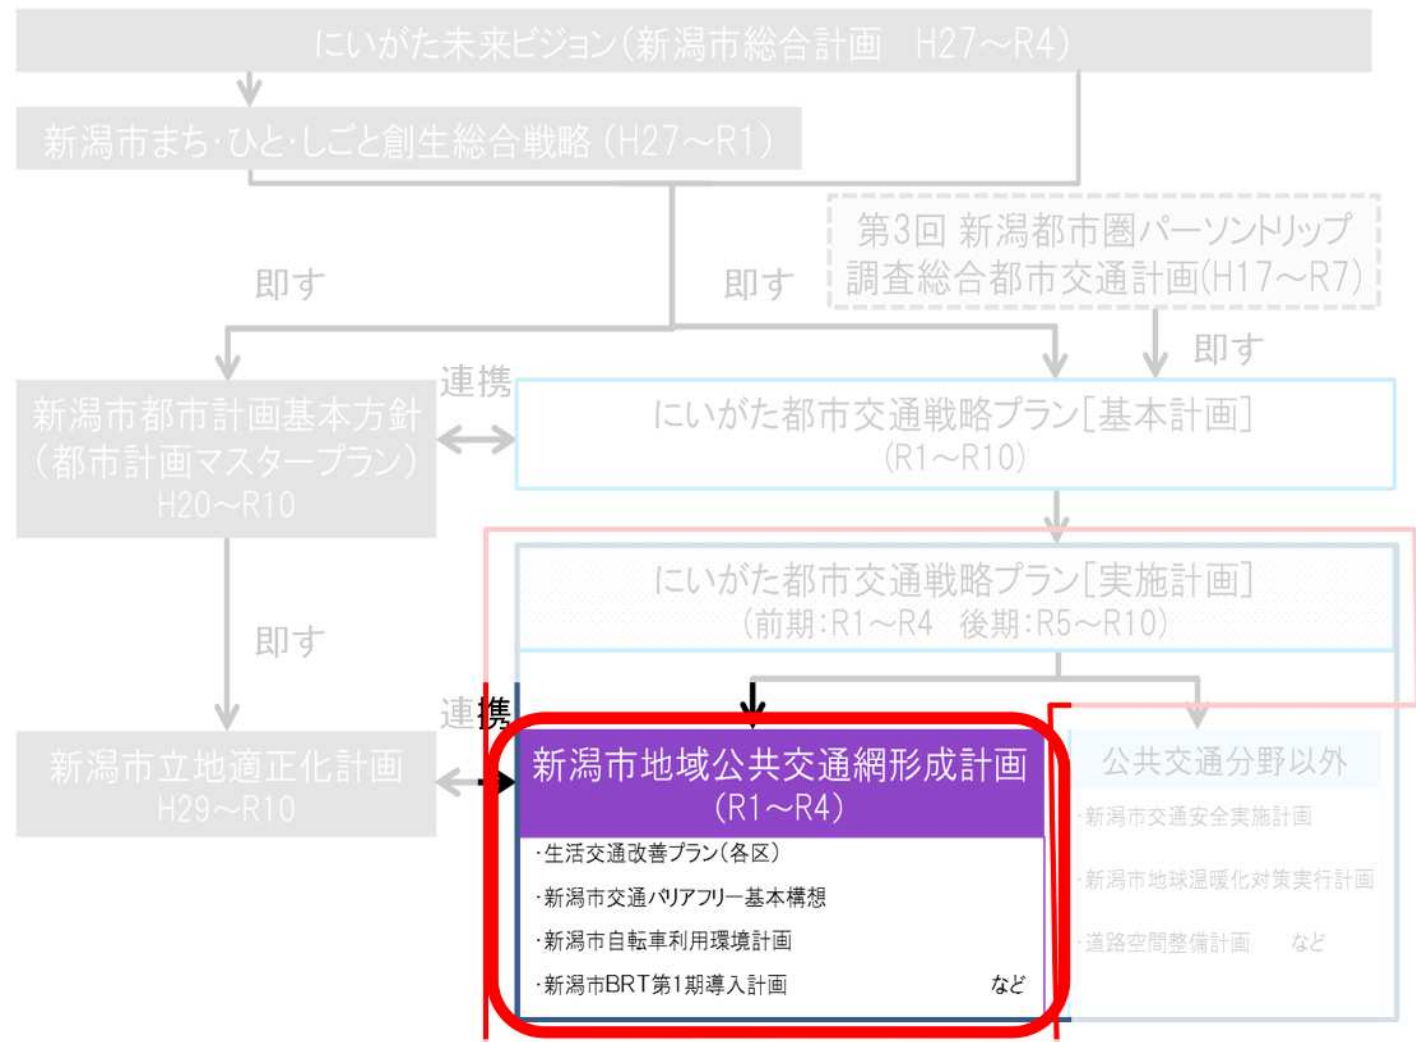 にいがた未来ビジョン(新潟市総合計画　H27～R4)
新潟市まち･ひと･しごと創生総合戦略 (H27～R1)
第3回 新潟都市圏パーソントリップ
調査総合都市交通計画(H17～R7)
即す
即す
即す
連携
新潟市都市計画基本方針
(都市計画マスタープラン)
H20～R10
にいがた都市交通戦略プラン[基本計画]
(R1～R10)
にいがた都市交通戦略プラン[実施計画]
(前期:R1～R4　後期:R5～R10)
即す
連携
新潟市立地適正化計画
H29～R10
新潟市地域公共交通網形成計画
(R1～R4)
･生活交通改善プラン(各区)
･新潟市交通バリアフリー基本構想
･新潟市自転車利用環境計画
･新潟市BRT第1期導入計画　など
公共交通分野以外
･新潟市交通安全実施計画
･新潟市地球温暖化対策実行計画
･道路空間整備計画　など